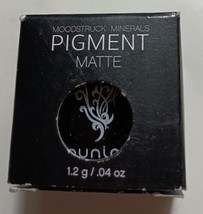 MOODSTRUCK MINERALS
PIGMENT
MATTE
1.2 g / .04 oz